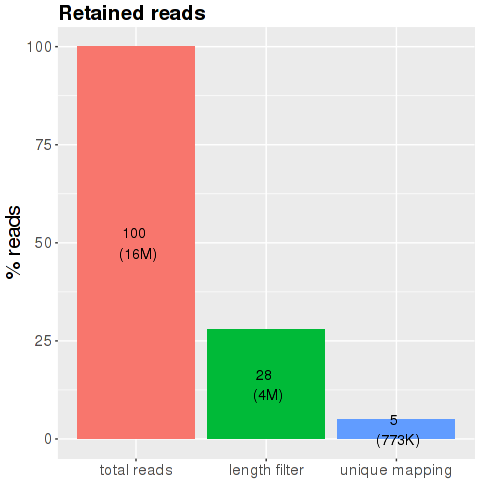 Retained reads
% reads
100
75
50
25
0
100
(16M)
28
(4M)
5
(773K)
total reads
length filter
unique mapping